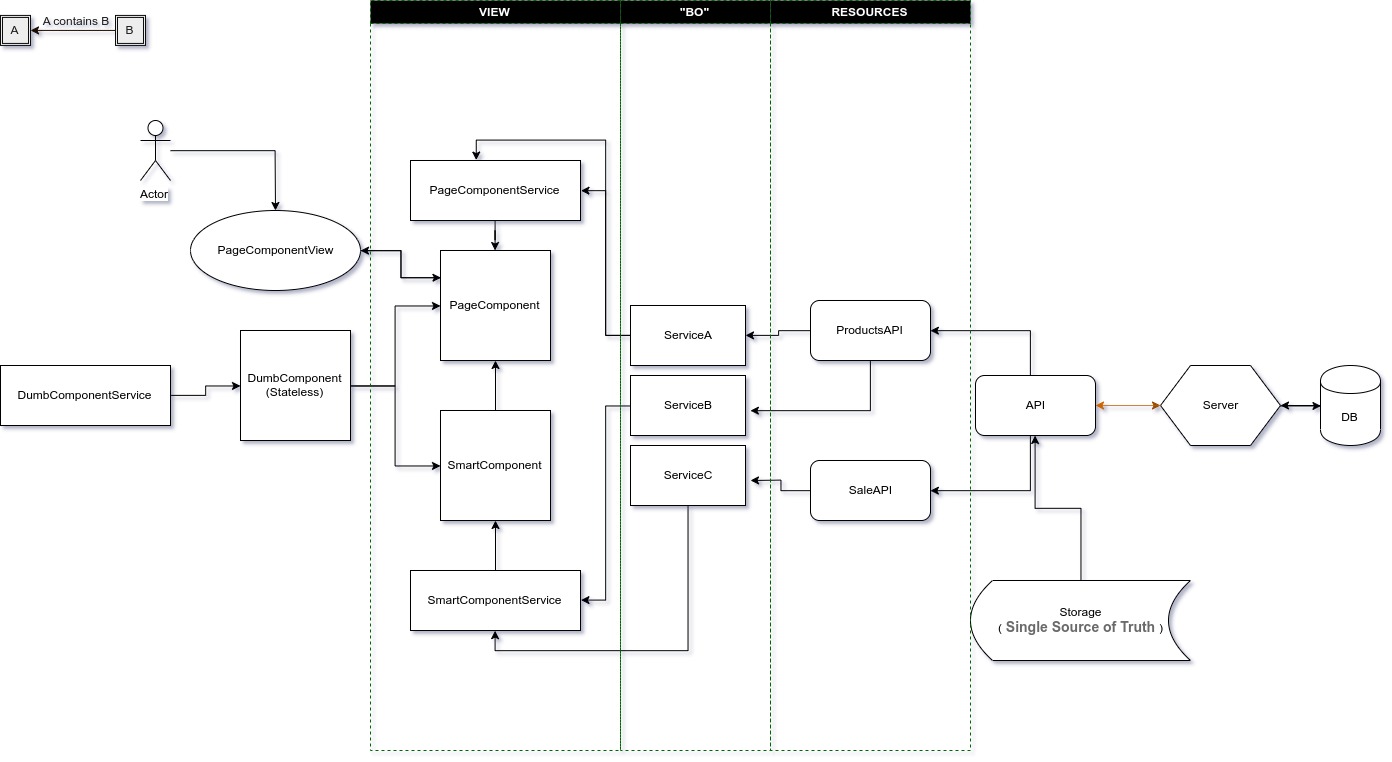 VIEW
"BO"
RESOURCES
A contains B
A
B
Actor
PageComponentService
PageComponentView
PageComponent
ServiceA
ProductsAPI
DumbComponentService
DumbComponent
(Stateless)
ServiceB
API
Server
DB
SmartComponent
ServiceC
SaleAPI
SmartComponentService
Storage
( Single Source of Truth )